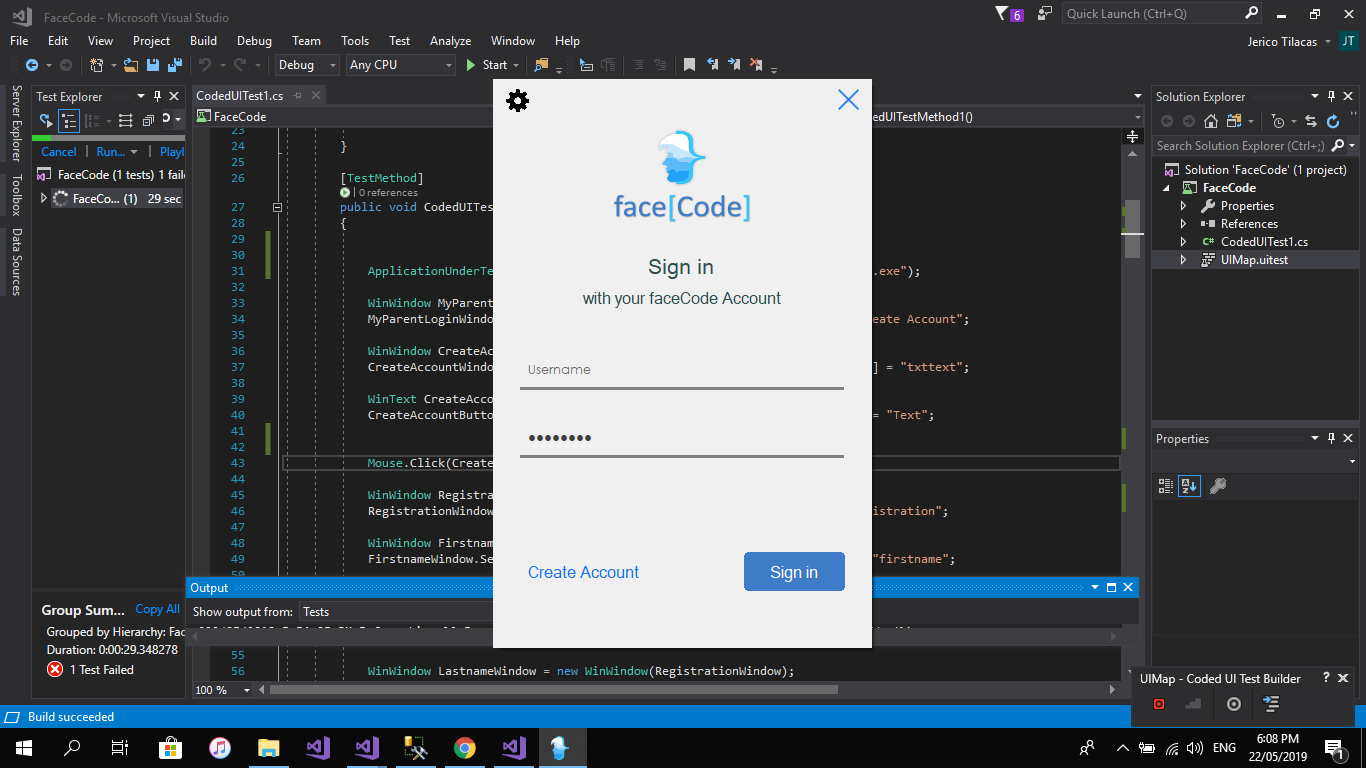 FaceCode - Microsoft Visual Studio
6
Quick Launch (Ctrl+Q)
File Edit View Project Build Debug Team Tools Test Analyze Window Help
Jerico Tilacas JT
Debug Any CPU Start
Server Explorer
Toolbox
Data Sources
Test Explorer
Cancel Run... Playl
FaceCode (1 tests) 1 faile
FaceCo... (1) 29 sec
Group Sum... Copy All
Grouped by Hierarchy: Fac
Duration: 0:00:29.348278
1 Test Failed
CodedUITest1.cs
FaceCode
edUITestMethod1()
23
24 }
25
26 [TestMethod]
0 references
27 public void CodedUITes
28 {
29
30
31 ApplicationUnderTe .exe");
32
33 WinWindow MyParent
34 MyParentLoginWindo eate Account";
35
36 WinWindow CreateAc
37 CreateAccountWindo ] = "txttext";
38
39 WinText CreateAcco
40 CreateAccountButto = "Text";
41
42
43 Mouse.Click(Create
44
45 WinWindow Registra
46 RegistrationWindow istration";
47
48 WinWindow Firstnam
49 FirstnameWindow.Se "firstname";
50
Output
Show output from: Tests
55
56 WinWindow LastnameWindow = new WinWindow(RegistrationWindow);
100 %
face[Code]
Sign in
with your faceCode Account
Username
Create Account
Sign in
Solution Explorer
Search Solution Explorer (Ctrl+;)
Solution 'FaceCode' (1 project)
FaceCode
Properties
References
C# CodedUITest1.cs
UIMap.uitest
Properties
UIMap - Coded UI Test Builder ?
Build succeeded
ENG
6:08 PM
22/05/2019
1